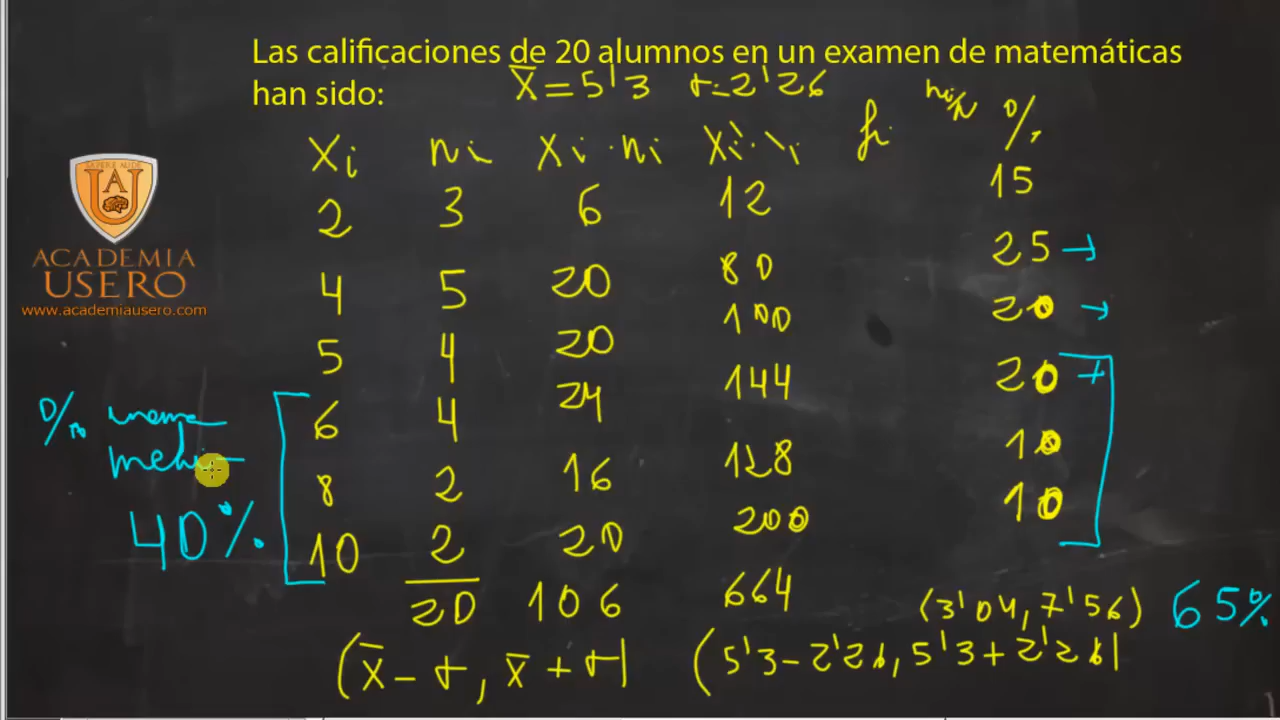 Las calificaciones de 20 alumnos en un examen de matemáticas
han sido:
x̄ = 5'3 σ = 2'26
Xi ni Xi · ni fi ni/N %
2 3 6 12 15
4 5 20 80 25 →
5 4 20 100 20 →
6 4 24 144 20 →
8 2 16 128 10
10 2 20 200 10
20 106 664
(3'04, 7'56) 65%
(x̄ - σ, x̄ + σ) (5'3 - 2'26, 5'3 + 2'26)
ACADEMIA
USERO
www.academiausero.com
%
40%